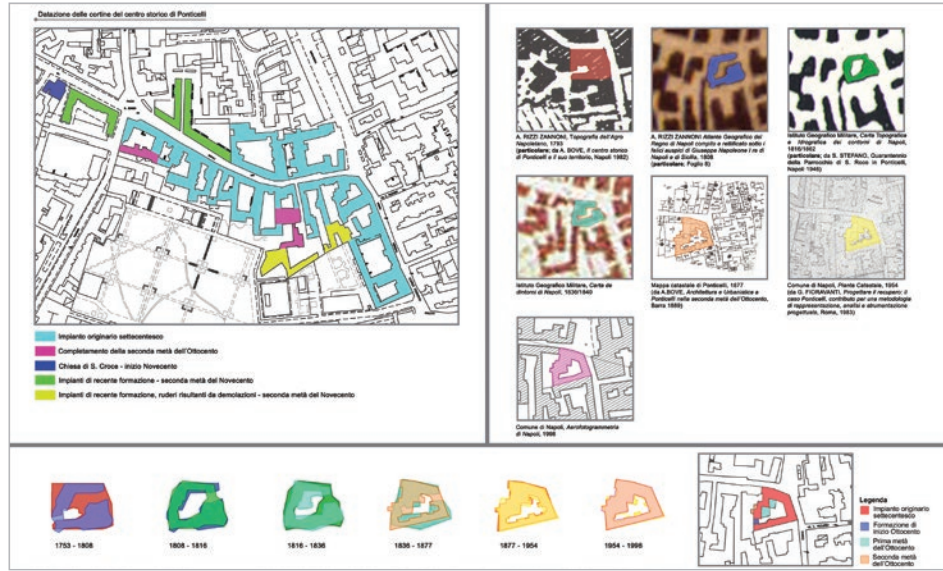 Datazione delle cortine del centro storico di Ponticelli
Impianto originario settecentesco
Completamento della seconda metà dell'Ottocento
Chiesa di S. Croce - inizio Novecento
Impianti di recente formazione - seconda metà del Novecento
Impianti di recente formazione, ruderi risultanti da demolazioni - seconda metà del Novecento
A. RIZZI ZANNONI, Topografia dell'Agro
Napoletano, 1793
(particolare; da A. BOVE, Il centro storico
di Ponticelli e il suo territorio, Napoli 1982)
A. RIZZI ZANNONI Atlante Geografico del
Regno di Napoli compito e rettificato sotto i
felici auspici di Giuseppe Napoleone I re di
Napoli e di Sicilia, 1808
(particolare; Foglio 8)
Istituto Geografico Militare, Carta Topografica
e Idrografica dei contorni di Napoli,
1816/1862
(particolare; da S. STEFANO, Quarantennio
della Parrocchia di S. Rocco in Ponticelli,
Napoli 1946)
Istituto Geografico Militare, Carta de
dintorni di Napoli, 1836/1840
Mappa catastale di Ponticelli, 1877
(da A.BOVE, Architettura e Urbanistica a
Ponticelli nella seconda metà dell'Ottocento,
Barra 1989)
Comune di Napoli, Pianta Catastale, 1954
(da G. FIORAVANTI, Progettare il recupero: il
caso Ponticelli, contributo per una metodologia
di rappresentazione, analisi e strumentazione
progettuale, Roma, 1983)
Comune di Napoli, Aerofotogrammetria
di Napoli, 1996
1753 - 1808
1808 - 1816
1816 - 1836
1836 - 1877
1877 - 1954
1954 - 1996
Legenda
Impianto originario
settecentesco
Formazione di
inizio Ottocento
Prima metà
dell'Ottocento
Seconda metà
dell'Ottocento